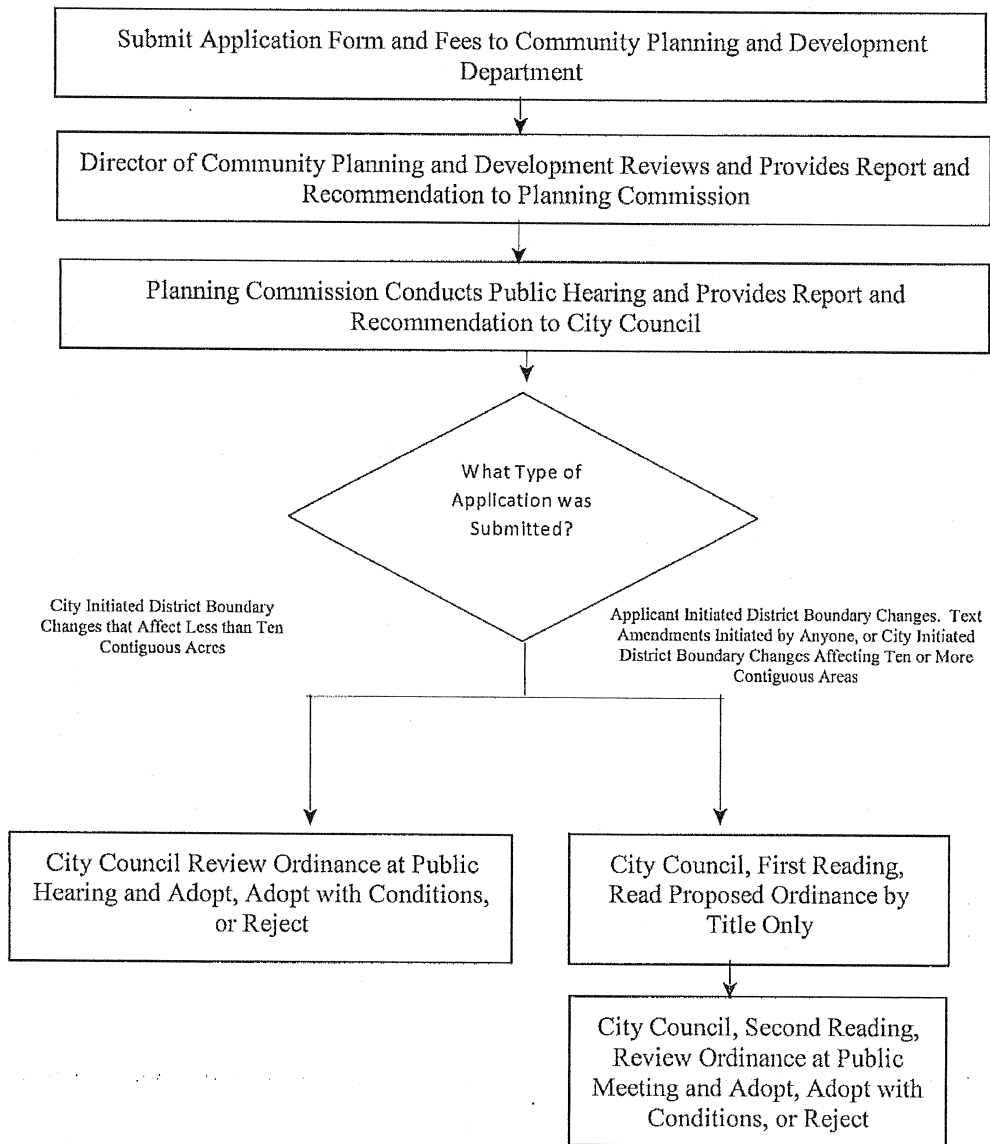 Submit Application Form and Fees to Community Planning and Development
Department
Director of Community Planning and Development Reviews and Provides Report and
Recommendation to Planning Commission
Planning Commission Conducts Public Hearing and Provides Report and
Recommendation to City Council
What Type of
Application was
Submitted?
City Initiated District Boundary
Changes that Affect Less than Ten
Contiguous Acres
Applicant Initiated District Boundary Changes. Text
Amendments Initiated by Anyone, or City Initiated
District Boundary Changes Affecting Ten or More
Contiguous Areas
City Council Review Ordinance at Public
Hearing and Adopt, Adopt with Conditions,
or Reject
City Council, First Reading,
Read Proposed Ordinance by
Title Only
City Council, Second Reading,
Review Ordinance at Public
Meeting and Adopt, Adopt with
Conditions, or Reject